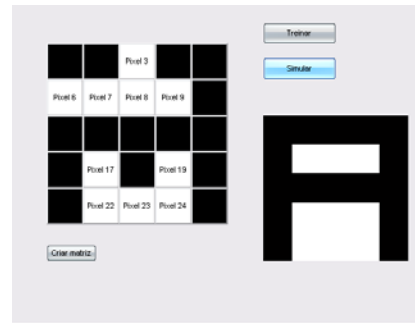 Treinar
Pixel 3
Simular
Pixel 6 Pixel 7 Pixel 8 Pixel 9
Pixel 17 Pixel 19
Pixel 22 Pixel 23 Pixel 24
Criar matriz